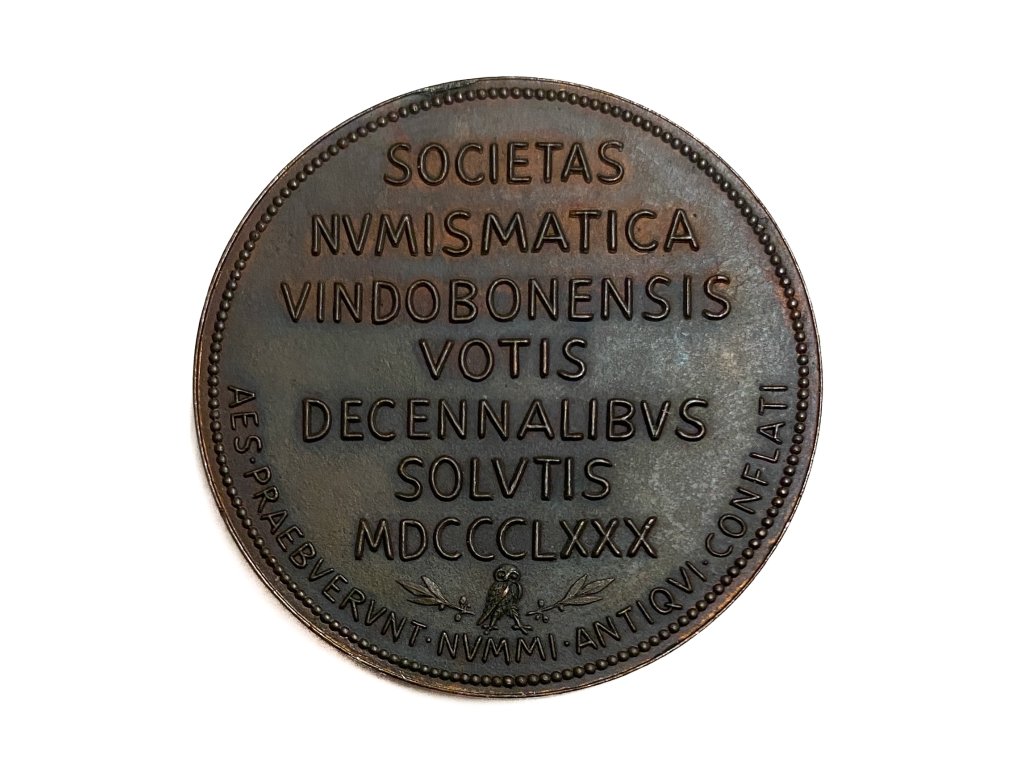 SOCIETAS
NVMISMATICA
VINDOBONENSIS
VOTIS
DECENNALIBVS
SOLVTIS
MDCCCLXXX
AES·PRAEBVERVNT·NVMMI·ANTIQVI·CONFLATI